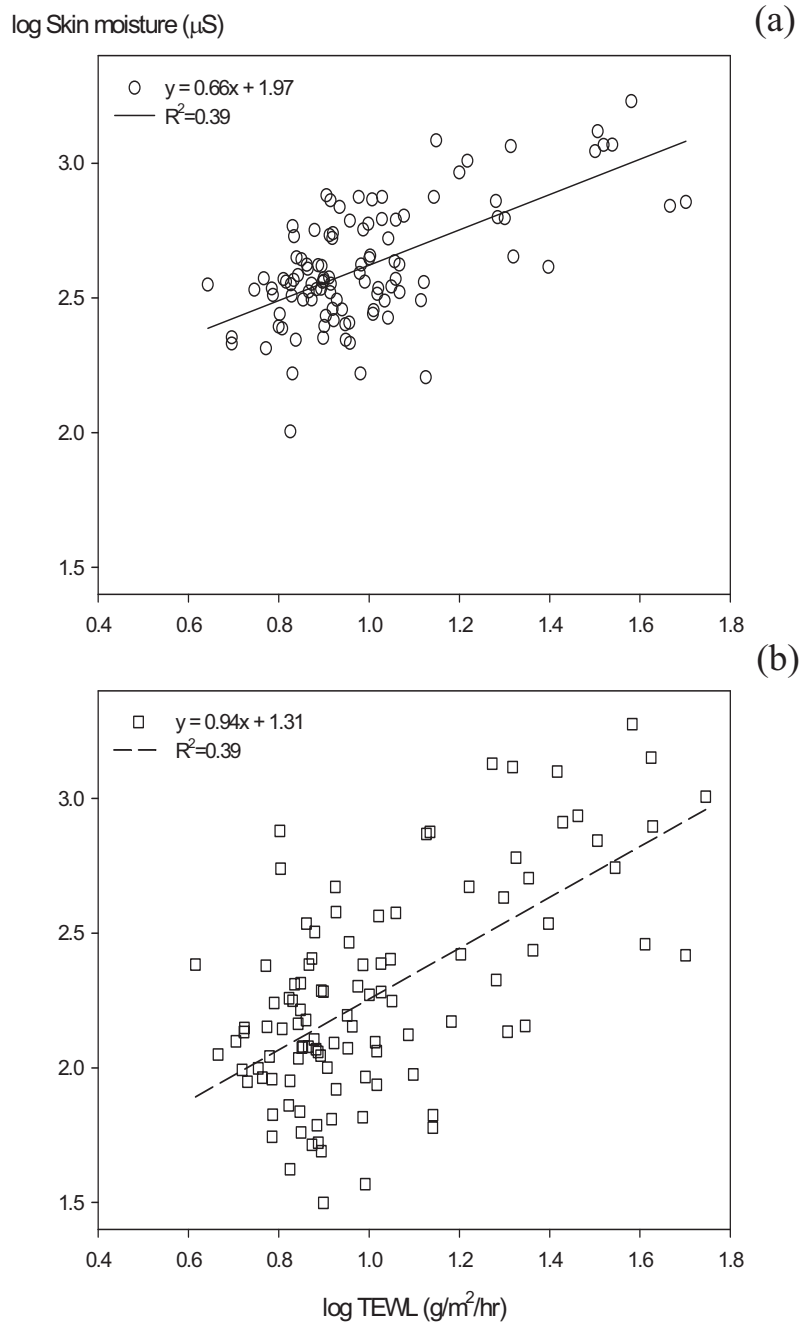 log Skin moisture (μS)
(a)
y = 0.66x + 1.97
R²=0.39
3.0
2.5
2.0
1.5
0.4 0.6 0.8 1.0 1.2 1.4 1.6 1.8
(b)
y = 0.94x + 1.31
R²=0.39
3.0
2.5
2.0
1.5
0.4 0.6 0.8 1.0 1.2 1.4 1.6 1.8
log TEWL (g/m²/hr)